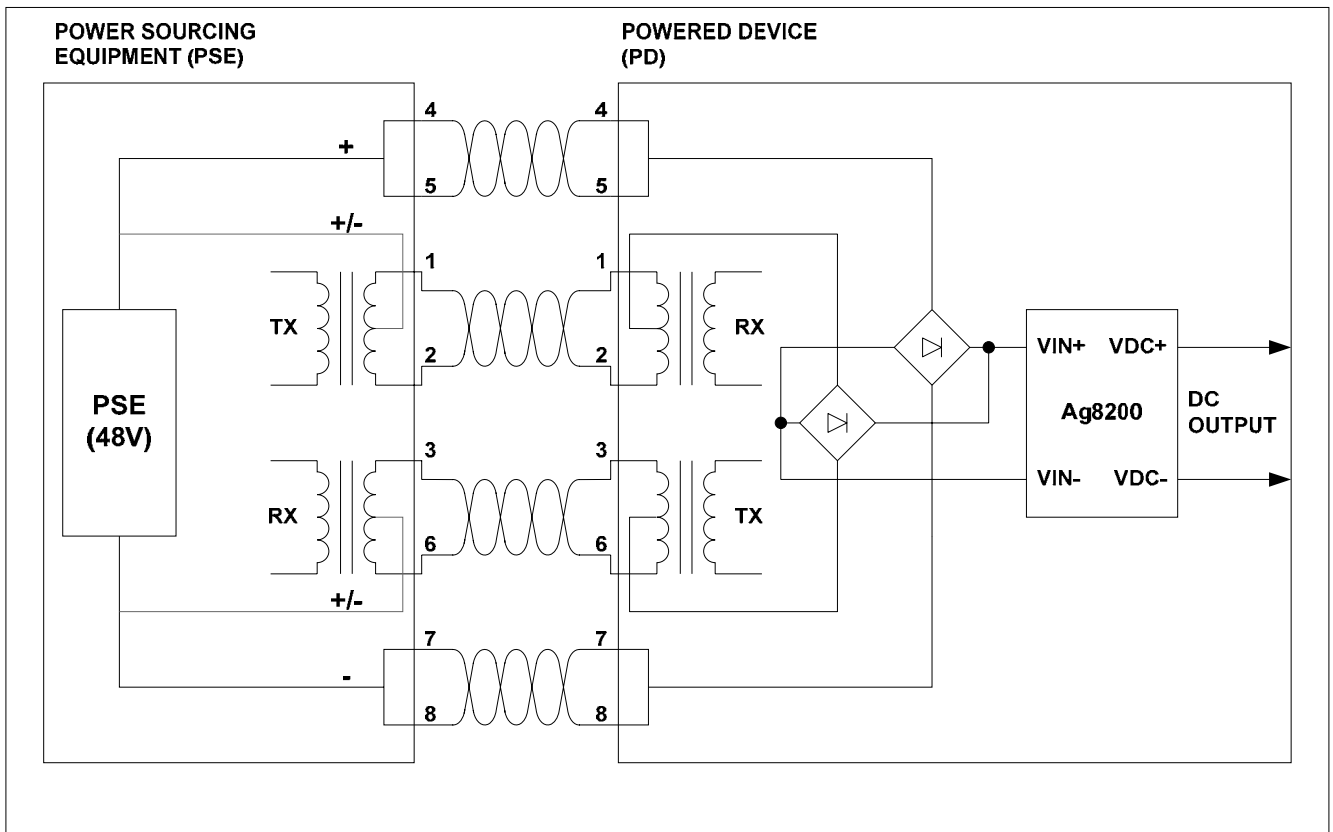 POWER SOURCING
EQUIPMENT (PSE)
POWERED DEVICE
(PD)
4
4
+
5
5
+/-
1
1
TX
RX
2
2
PSE
(48V)
VIN+ VDC+
Ag8200
DC
OUTPUT
VIN- VDC-
3
3
RX
TX
6
6
+/-
7
7
-
8
8